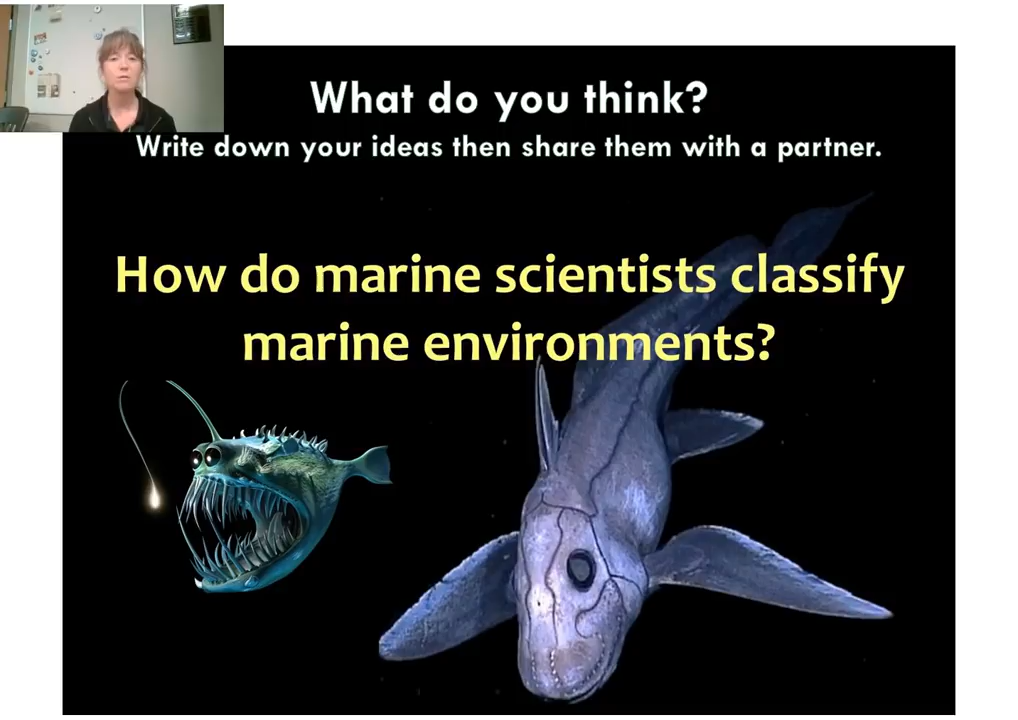 What do you think?
Write down your ideas then share them with a partner.
How do marine scientists classify
marine environments?